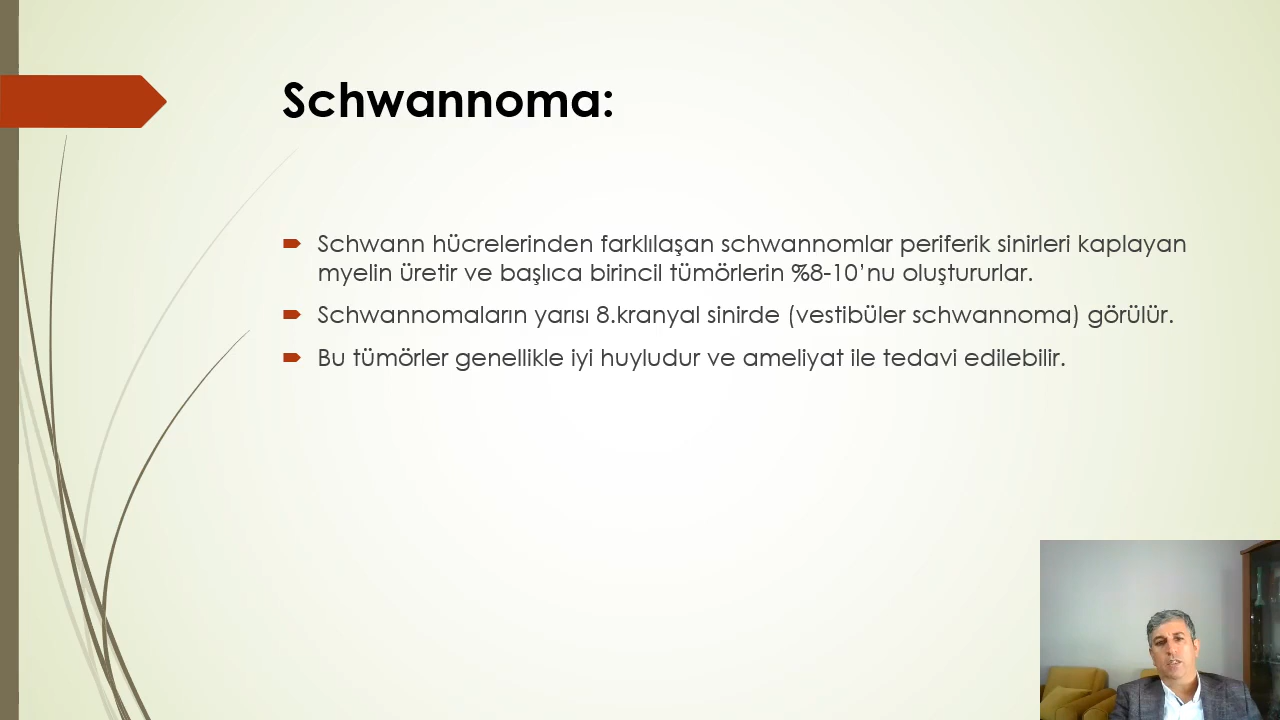 Schwannoma:
Schwann hücrelerinden farklılaşan schwannomlar periferik sinirleri kaplayan
myelin üretir ve başlıca birincil tümörlerin %8-10’nu oluştururlar.
Schwannomaların yarısı 8.kranyal sinirde (vestibüler schwannoma) görülür.
Bu tümörler genellikle iyi huyludur ve ameliyat ile tedavi edilebilir.